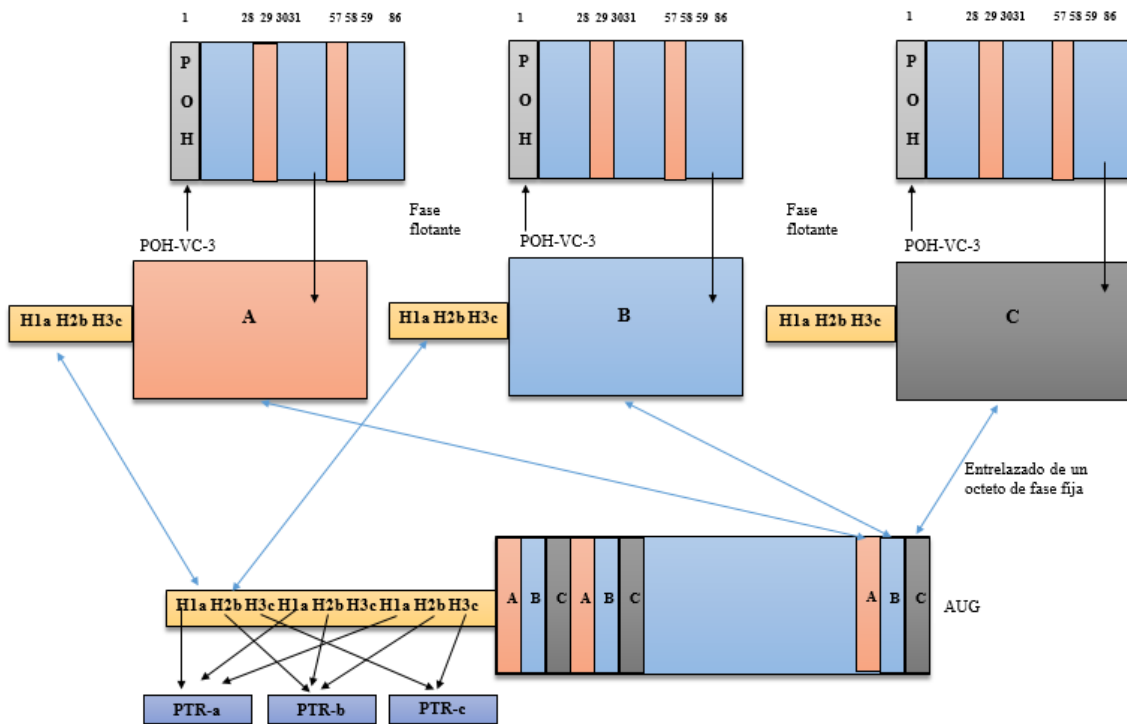 1 28 29 3031 57 58 59 86
1 28 29 3031 57 58 59 86
1 28 29 3031 57 58 59 86
P
O
H
P
O
H
P
O
H
POH-VC-3
Fase
flotante
POH-VC-3
Fase
flotante
POH-VC-3
H1a H2b H3c
A
H1a H2b H3c
B
H1a H2b H3c
C
Entrelazado de un
octeto de fase fija
H1a H2b H3c H1a H2b H3c H1a H2b H3c
A B C A B C A B C
AUG
PTR-a
PTR-b
PTR-c